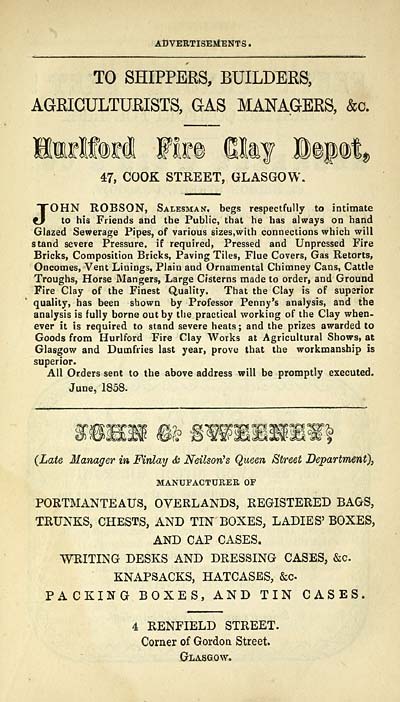 ADVERTISEMENTS.
TO SHIPPERS, BUILDERS,
AGRICULTURISTS, GAS MANAGERS, &c.
Hurlford Fire Clay Depot,
47, COOK STREET, GLASGOW.
JOHN ROBSON, SALESMAN, begs respectfully to intimate
to his Friends and the Public, that he has always on hand
Glazed Sewerage Pipes, of various sizes,with connections which will
stand severe Pressure. if required, Pressed and Unpressed Fire
Bricks, Composition Bricks, Paving Tiles, Flue Covers, Gas Retorts,
Oncomes, Vent Linings, Plain and Ornamental Chimney Cans, Cattle
Troughs, Horse Mangers, Large Cisterns made to order, and Ground
Fire Clay of the Finest Quality. That the Clay is of superior
quality, has been shown by Professor Penny's analysis, and the
analysis is fully borne out by the practical working of the Clay when-
ever it is required to stand severe heats; and the prizes awarded to
Goods from Hurlford Fire Clay Works at Agricultural Shows, at
Glasgow and Dumfries last year, prove that the workmanship is
superior.
All Orders sent to the above address will be promptly executed.
June, 1858.
JOHN G. SWEENEY,
(Late Manager in Finlay & Neilson's Queen Street Department),
MANUFACTURER OF
PORTMANTEAUS, OVERLANDS, REGISTERED BAGS,
TRUNKS, CHESTS, AND TIN BOXES, LADIES' BOXES,
AND CAP CASES.
WRITING DESKS AND DRESSING CASES, &c.
KNAPSACKS, HATCASES, &c.
PACKING BOXES, AND TIN CASES.
4 RENFIELD STREET.
Corner of Gordon Street.
GLASGOW.